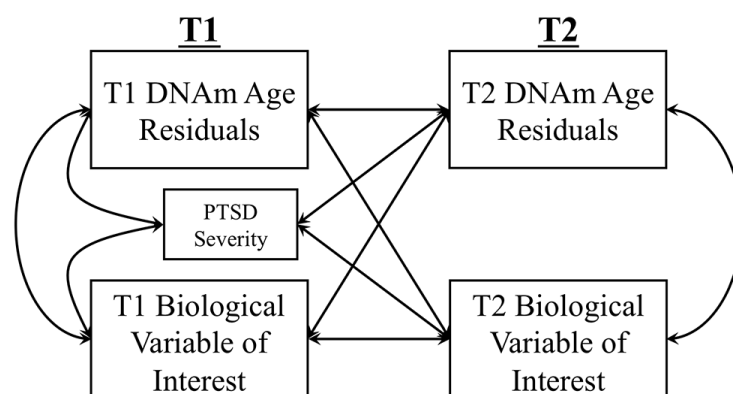 T1
T2
T1 DNAm Age
Residuals
T2 DNAm Age
Residuals
PTSD
Severity
T1 Biological
Variable of
Interest
T2 Biological
Variable of
Interest